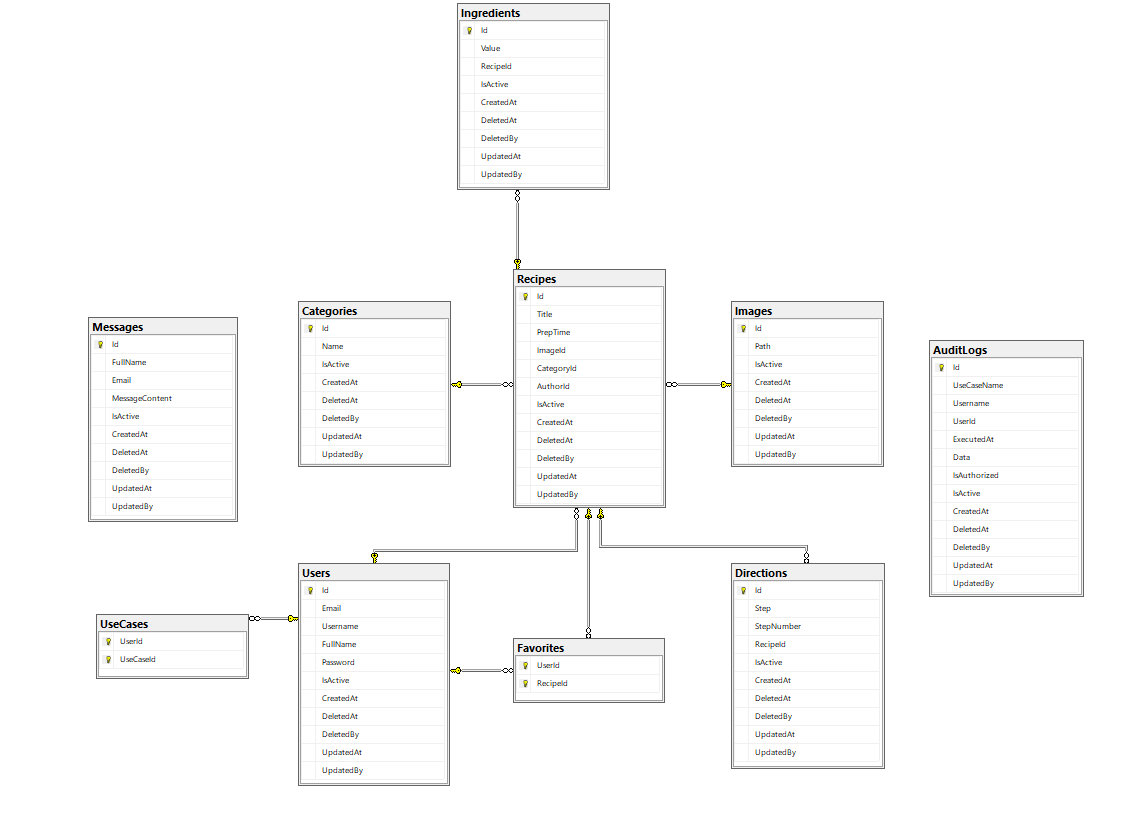 Ingredients
Id
Value
RecipeId
IsActive
CreatedAt
DeletedAt
DeletedBy
UpdatedAt
UpdatedBy
Recipes
Id
Title
PrepTime
ImageId
CategoryId
AuthorId
IsActive
CreatedAt
DeletedAt
DeletedBy
UpdatedAt
UpdatedBy
Categories
Id
Name
IsActive
CreatedAt
DeletedAt
DeletedBy
UpdatedAt
UpdatedBy
Images
Id
Path
IsActive
CreatedAt
DeletedAt
DeletedBy
UpdatedAt
UpdatedBy
Messages
Id
FullName
Email
MessageContent
IsActive
CreatedAt
DeletedAt
DeletedBy
UpdatedAt
UpdatedBy
AuditLogs
Id
UseCaseName
Username
UserId
ExecutedAt
Data
IsAuthorized
IsActive
CreatedAt
DeletedAt
DeletedBy
UpdatedAt
UpdatedBy
Users
Id
Email
Username
FullName
Password
IsActive
CreatedAt
DeletedAt
DeletedBy
UpdatedAt
UpdatedBy
Directions
Id
Step
StepNumber
RecipeId
IsActive
CreatedAt
DeletedAt
DeletedBy
UpdatedAt
UpdatedBy
UseCases
UserId
UseCaseId
Favorites
UserId
RecipeId